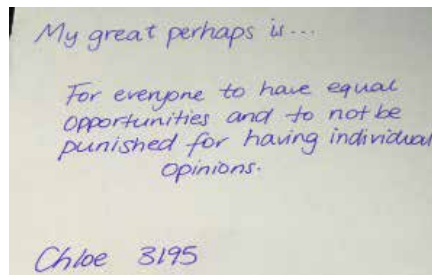 My great perhaps is...
For everyone to have equal
opportunities and to not be
punished for having individual
opinions.
Chloe 3195